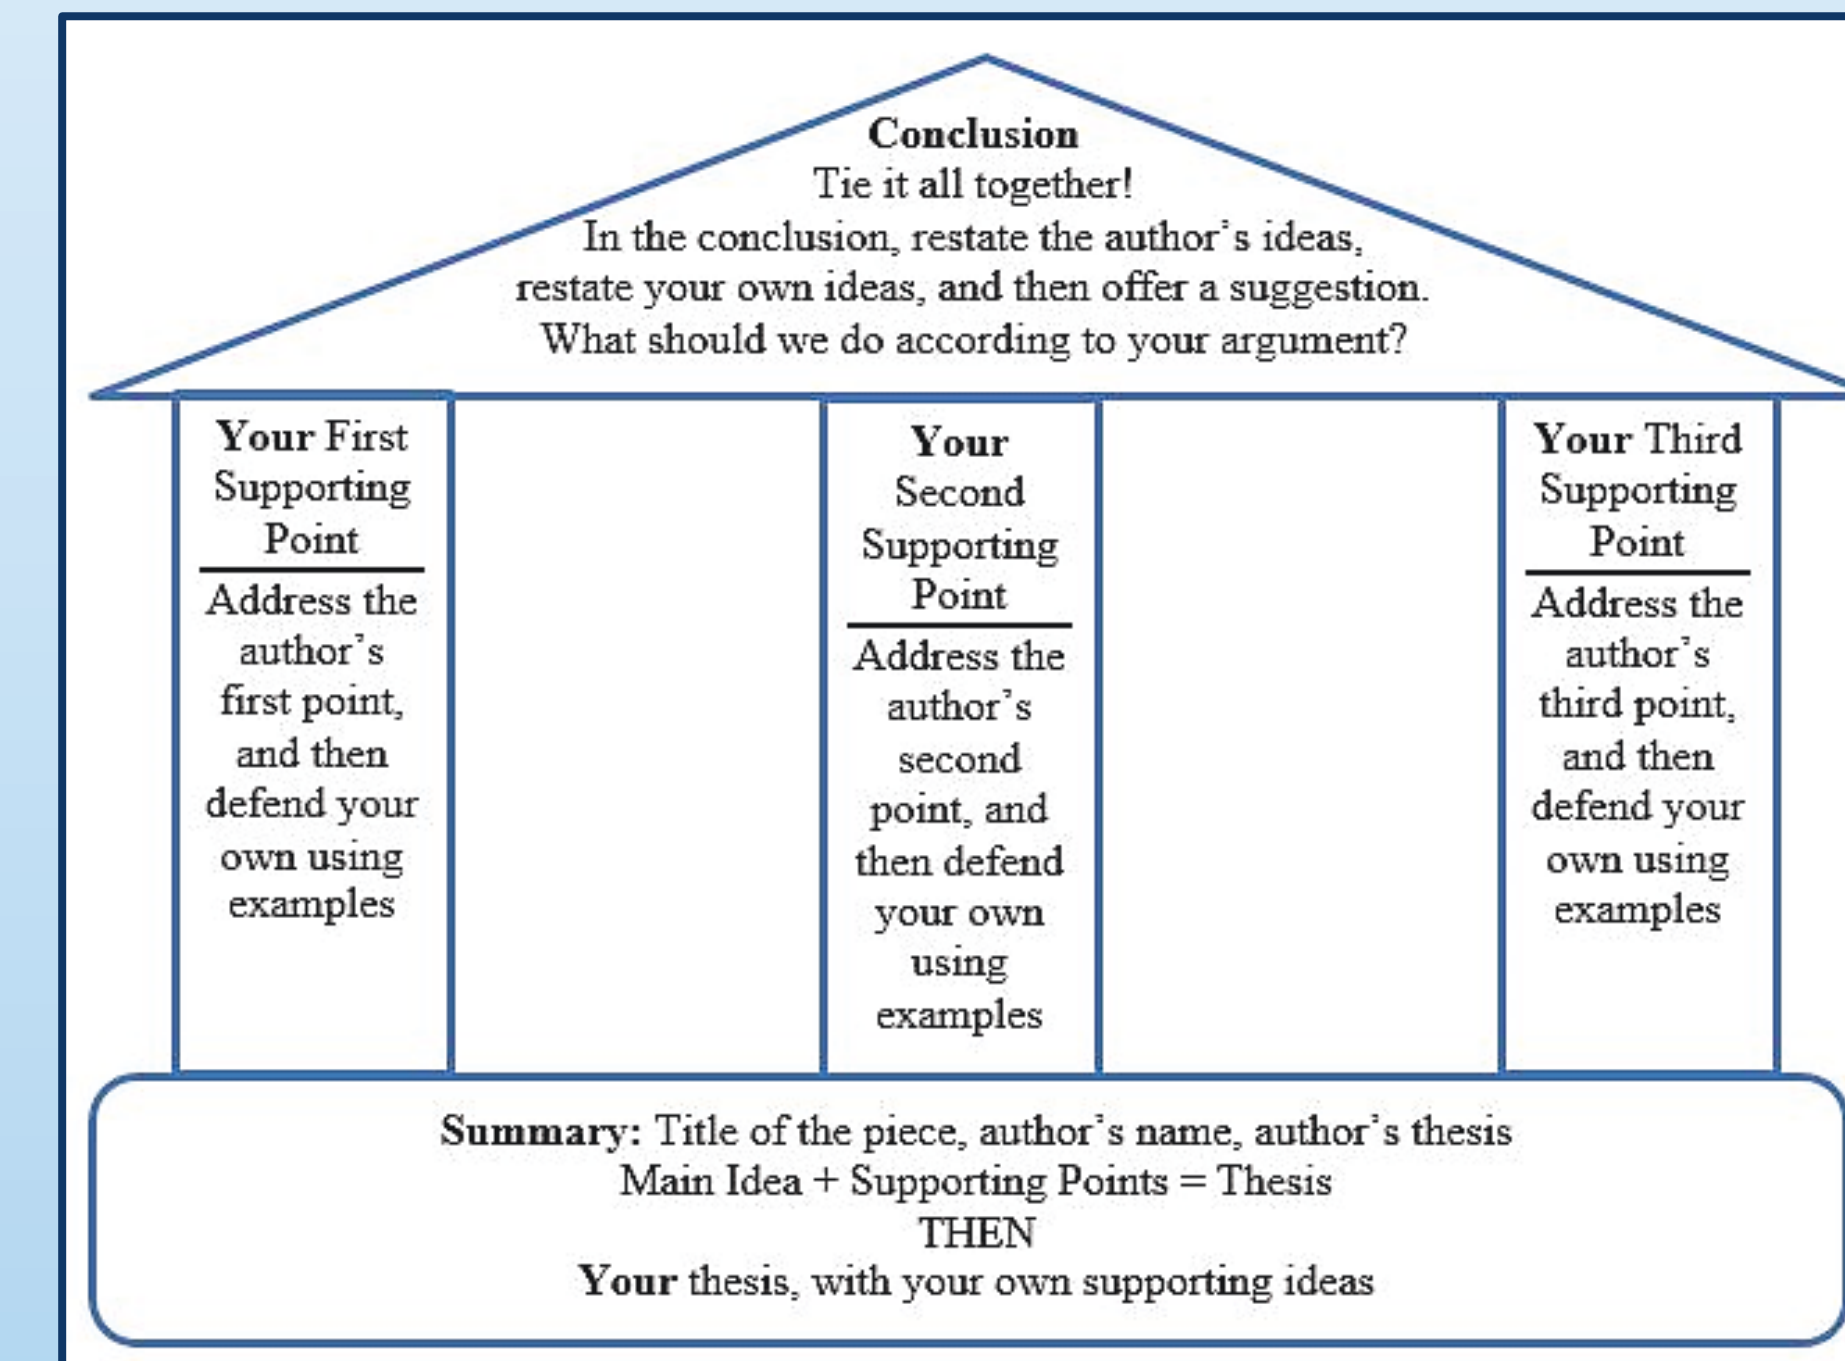 Conclusion
Tie it all together!
In the conclusion, restate the author's ideas,
restate your own ideas, and then offer a suggestion.
What should we do according to your argument?
Your First
Supporting
Point
Address the
author's
first point,
and then
defend your
own using
examples
Your
Second
Supporting
Point
Address the
author's
second
point, and
then defend
your own
using
examples
Your Third
Supporting
Point
Address the
author's
third point,
and then
defend your
own using
examples
Summary: Title of the piece, author's name, author's thesis
Main Idea + Supporting Points = Thesis
THEN
Your thesis, with your own supporting ideas